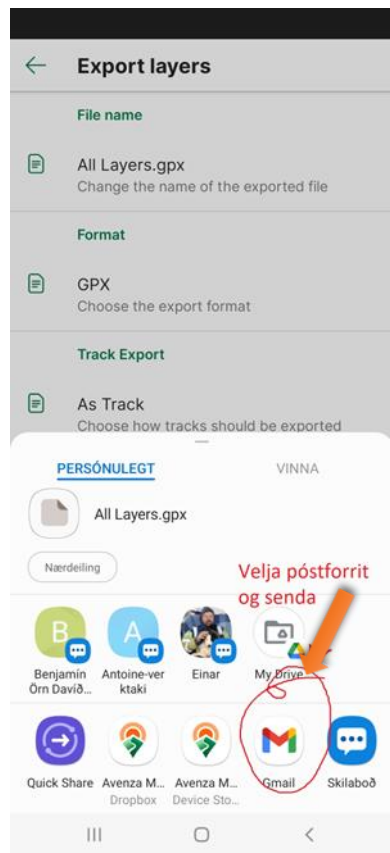 Export layers
File name
All Layers.gpx
Change the name of the exported file
Format
GPX
Choose the export format
Track Export
As Track
Choose how tracks should be exported
PERSÓNULEGT
VINNA
All Layers.gpx
Nærdeiling
Velja póstforrit
og senda
B
A
Benjamín
Örn Davíð...
Antoine-ver
ktaki
Einar
My Drive
Quick Share
Avenza M...
Dropbox
Avenza M...
Device Sto...
Gmail
Skilaboð